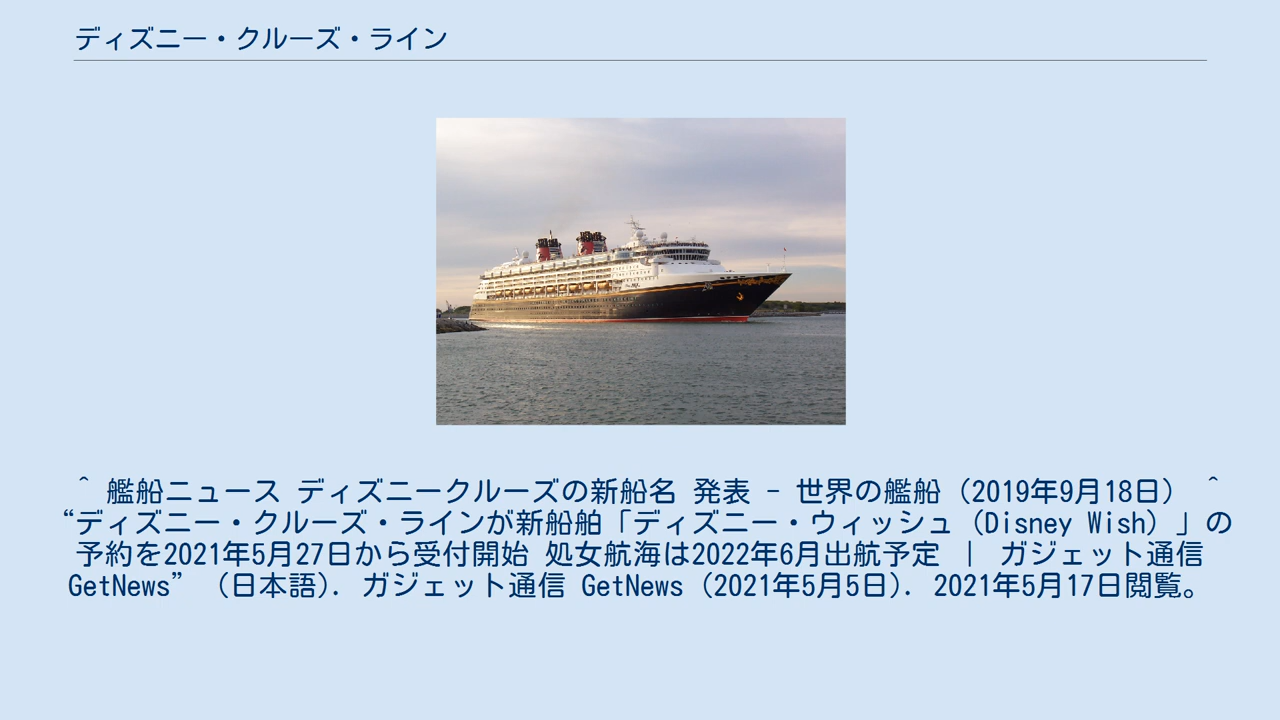 ディズニー・クルーズ・ライン
^ 艦船ニュース ディズニークルーズの新船名 発表 - 世界の艦船（2019年9月18日） ^
“ディズニー・クルーズ・ラインが新船舶「ディズニー・ウィッシュ（Disney Wish）」の
予約を2021年5月27日から受付開始 処女航海は2022年6月出航予定 | ガジェット通信
GetNews” （日本語）. ガジェット通信 GetNews（2021年5月5日）. 2021年5月17日閲覧。